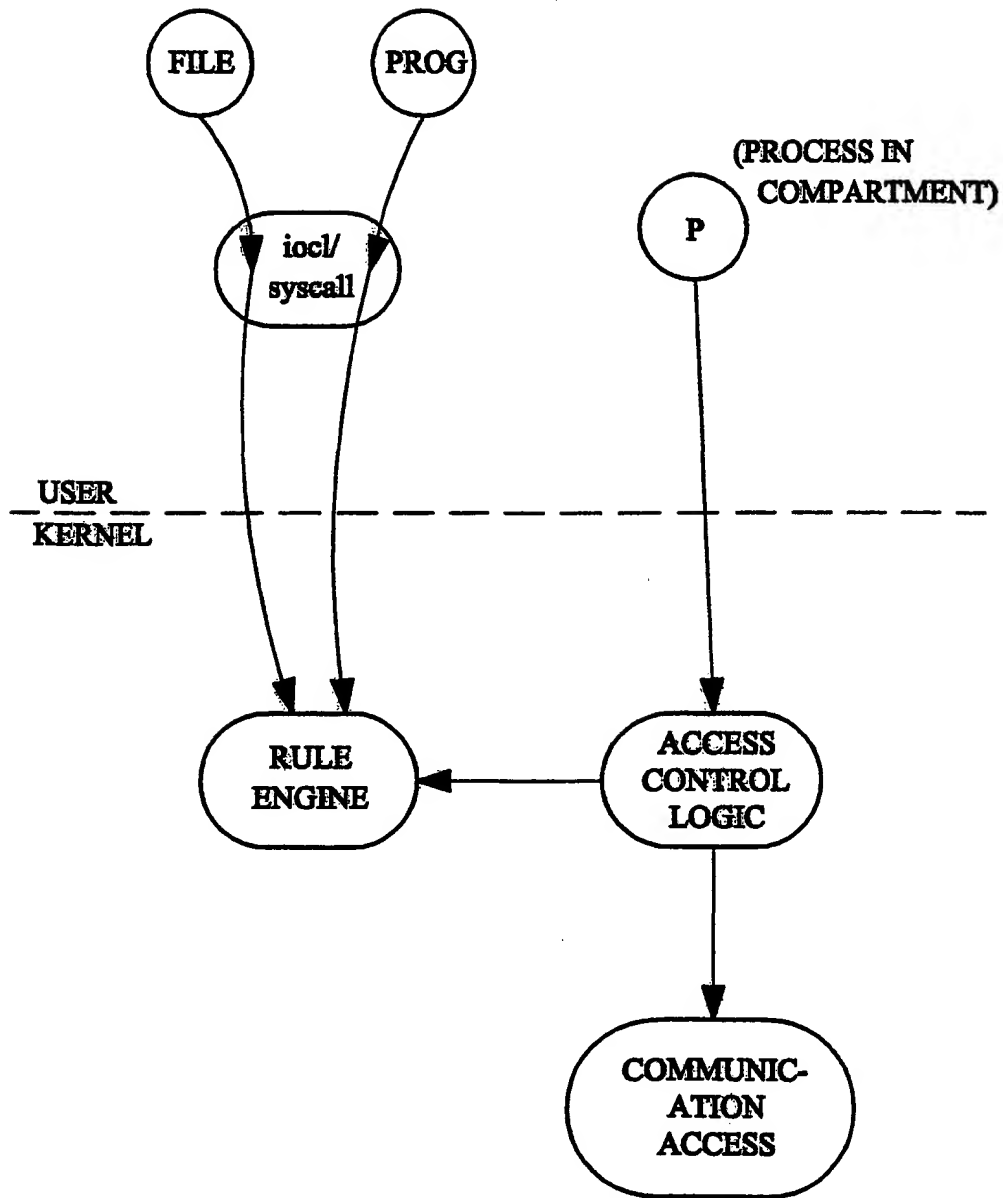 FILE
PROG
(PROCESS IN
COMPARTMENT)
P
iocl/
syscall
USER
KERNEL
RULE
ENGINE
ACCESS
CONTROL
LOGIC
COMMUNIC-
ATION
ACCESS